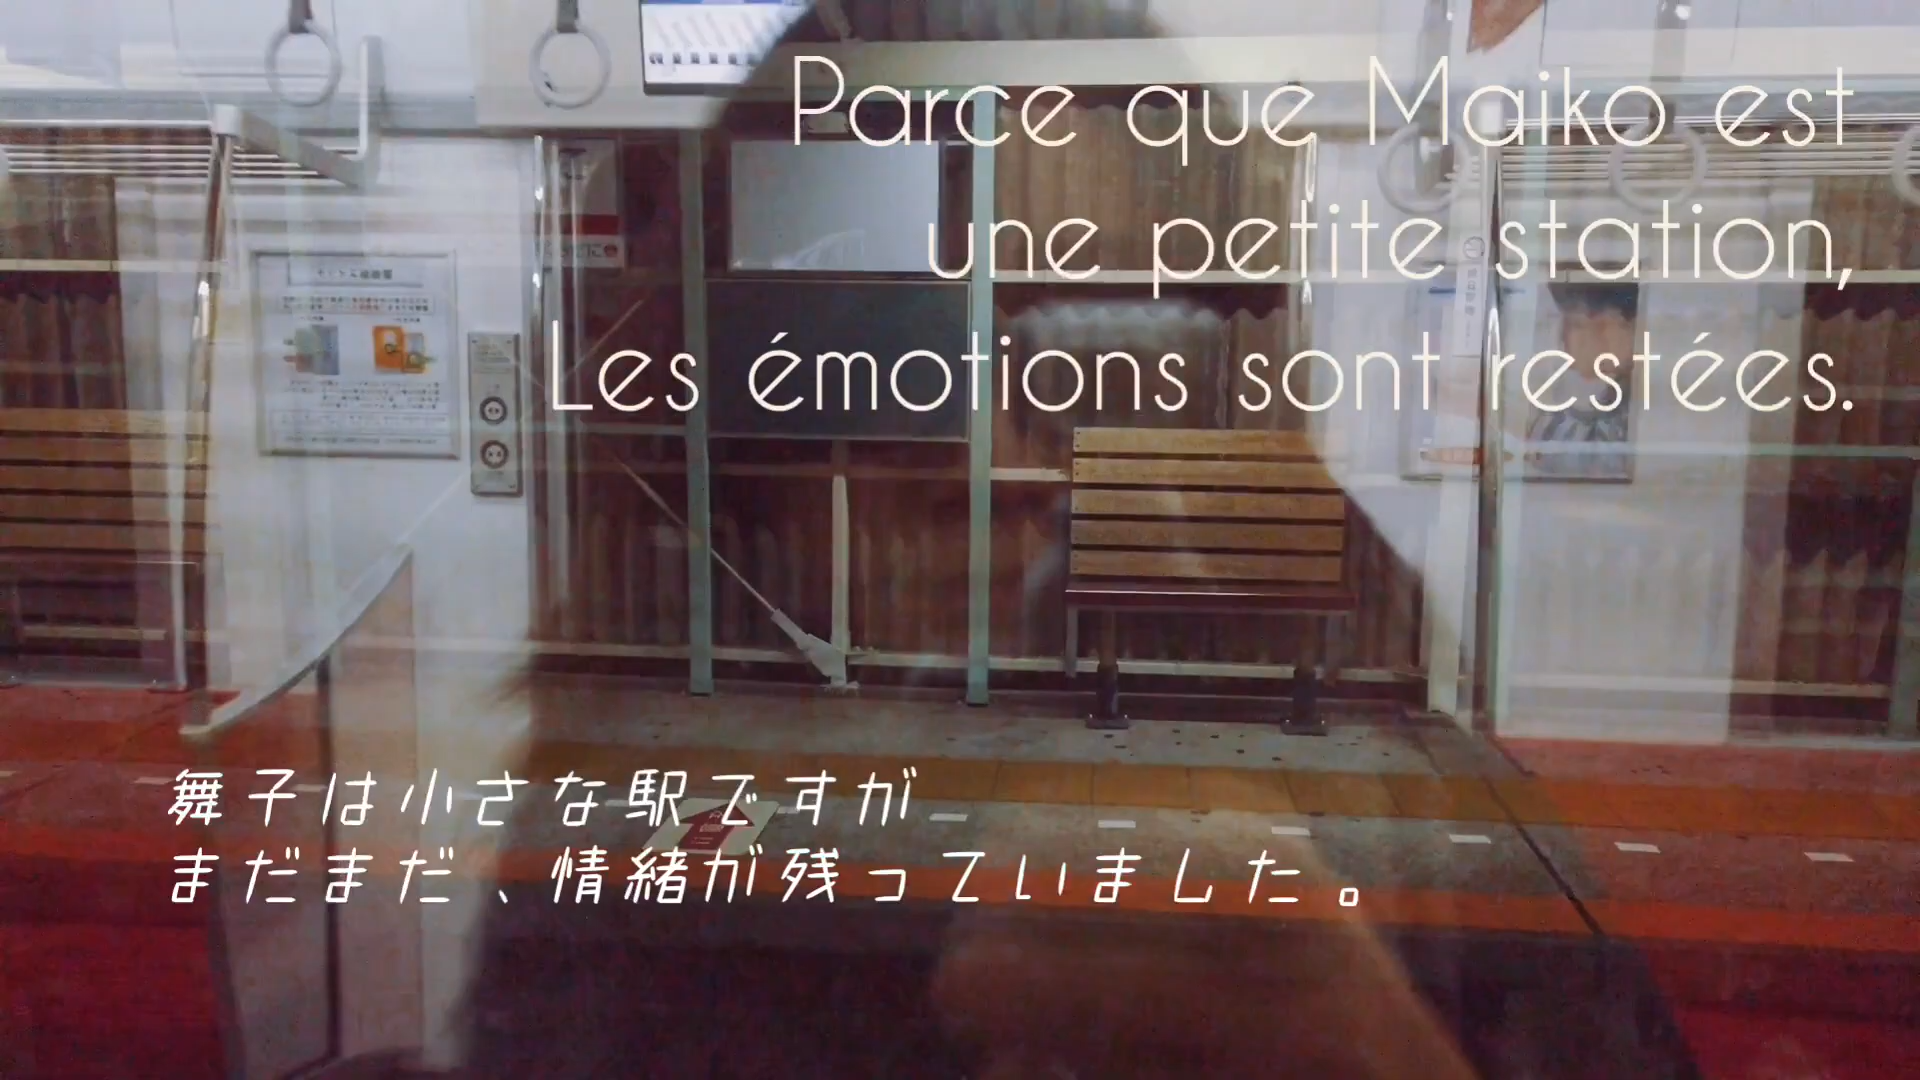 Parce que Maiko est
une petite station,
Les émotions sont restées.
舞子は小さな駅ですが
まだまだ、情緒が残っていました。